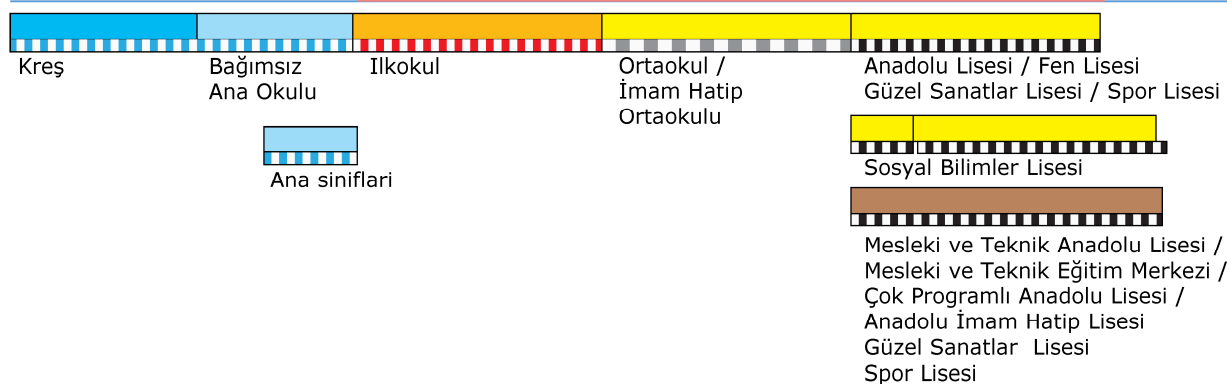 Kreş
Bağımsız
Ana Okulu
Ilkokul
Ortaokul /
İmam Hatip
Ortaokulu
Anadolu Lisesi / Fen Lisesi
Güzel Sanatlar Lisesi / Spor Lisesi
Ana siniflari
Sosyal Bilimler Lisesi
Mesleki ve Teknik Anadolu Lisesi /
Mesleki ve Teknik Eğitim Merkezi /
Çok Programlı Anadolu Lisesi /
Anadolu İmam Hatip Lisesi
Güzel Sanatlar Lisesi
Spor Lisesi